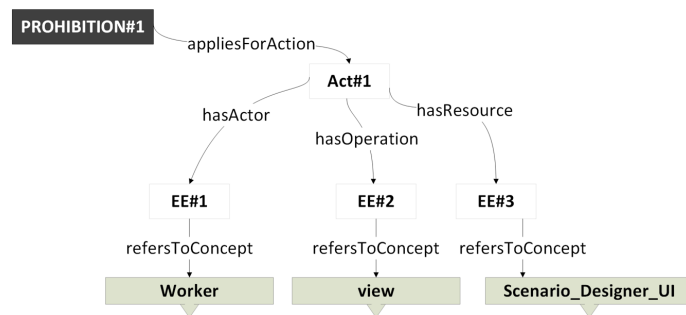 PROHIBITION#1
appliesForAction
Act#1
hasActor
hasResource
hasOperation
EE#1
EE#2
EE#3
refersToConcept
refersToConcept
refersToConcept
Worker
view
Scenario_Designer_UI